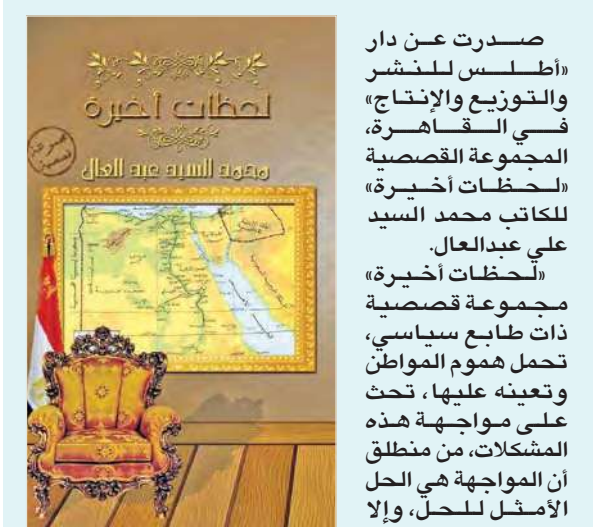 صدرت عن دار
«أطلس للنشر
والتوزيع والإنتاج»
في القاهرة،
المجموعة القصصية
«لحظات أخيرة»
للكاتب محمد السيد
علي عبدالعال.
«لحظات أخيرة»
مجموعة قصصية
ذات طابع سياسي،
تحمل هموم المواطن
وتعينه عليها، تحث
على مواجهة هذه
المشكلات، من منطلق
أن المواجهة هي الحل
الأمثل للحل، وإلا
لحظات أخيرة
محمد السيد عبد العال